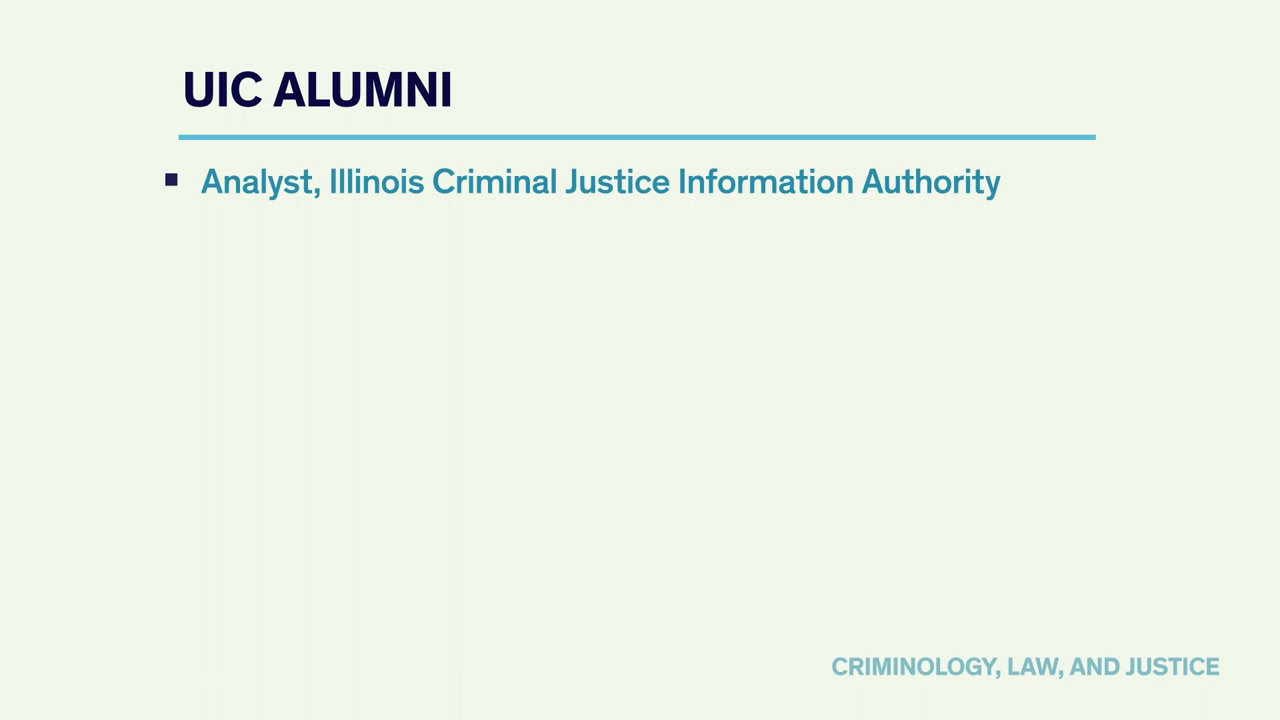 UIC ALUMNI
▪ Analyst, Illinois Criminal Justice Information Authority
CRIMINOLOGY, LAW, AND JUSTICE